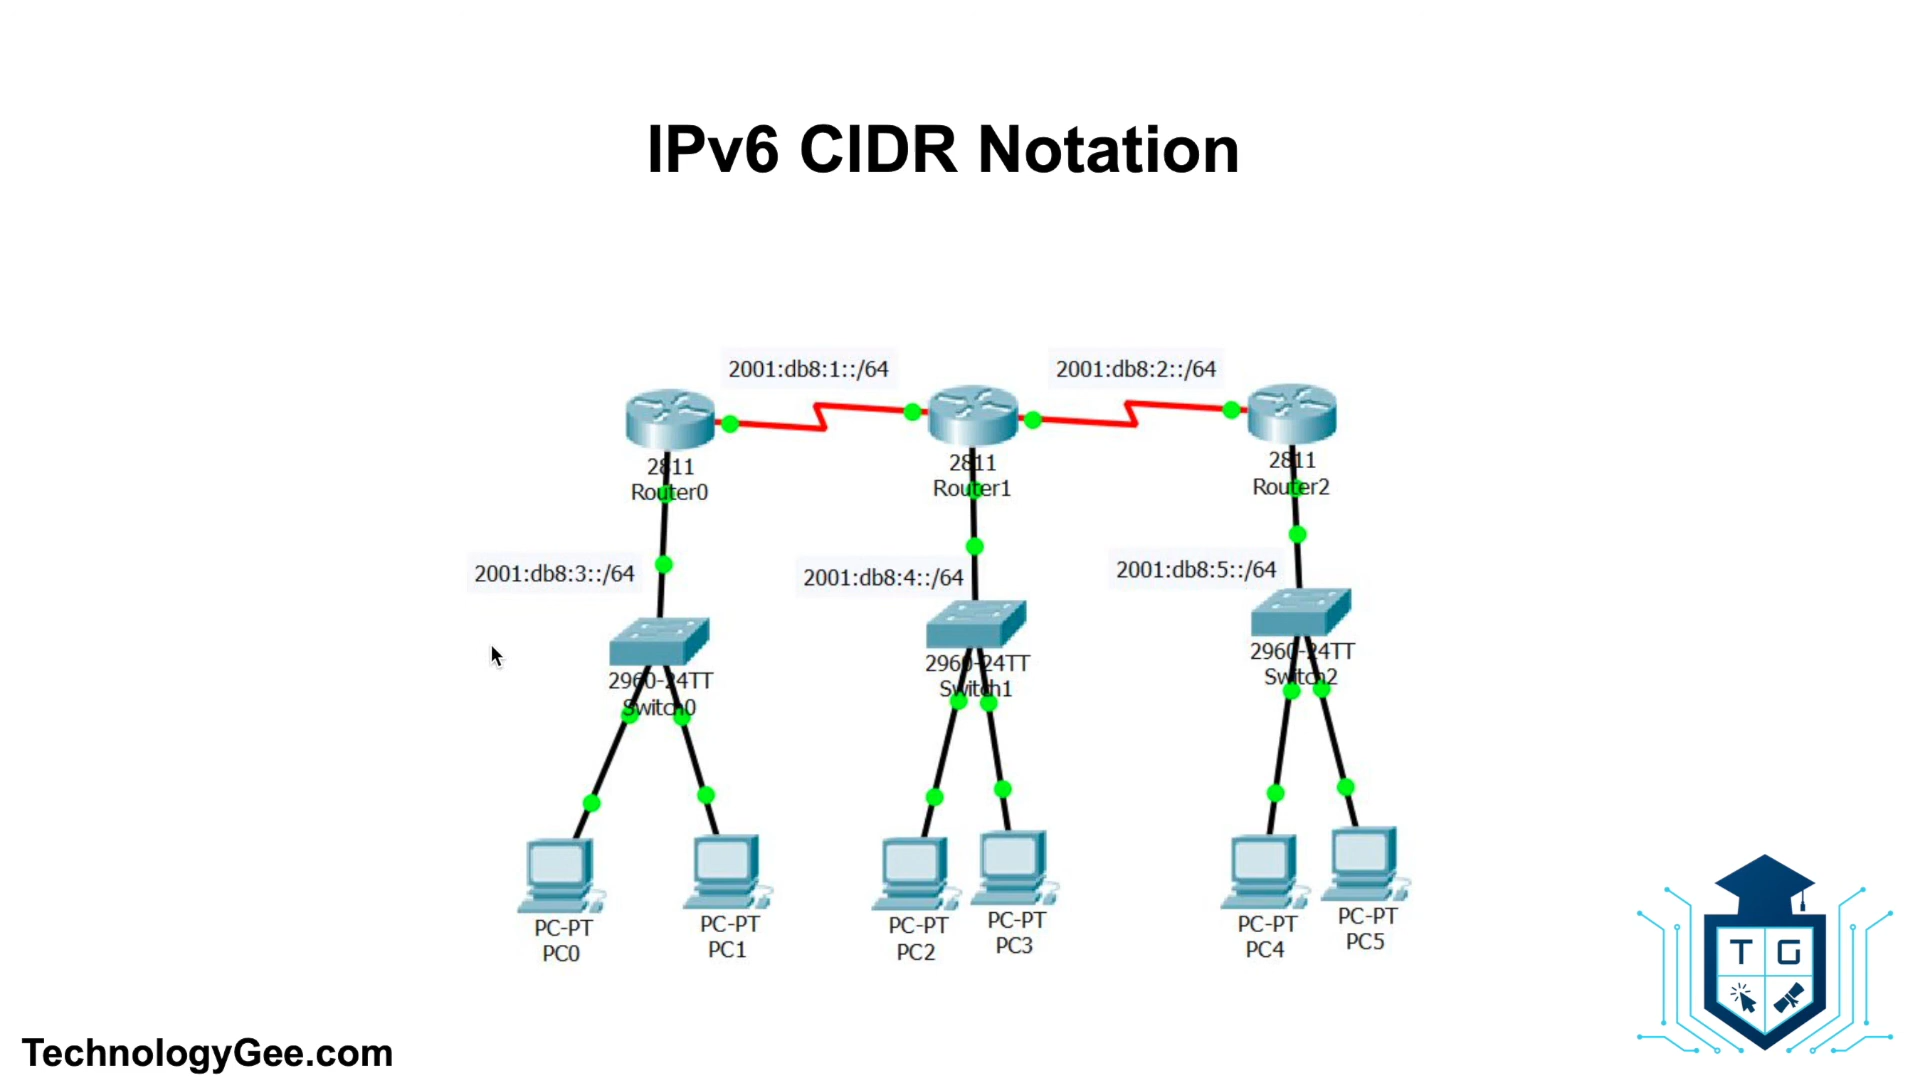 IPv6 CIDR Notation
2001:db8:1::/64
2001:db8:2::/64
2811
Router0
2811
Router1
2811
Router2
2001:db8:3::/64
2001:db8:4::/64
2001:db8:5::/64
2960-24TT
Switch0
2960-24TT
Switch1
2960-24TT
Switch2
PC-PT
PC0
PC-PT
PC1
PC-PT
PC2
PC-PT
PC3
PC-PT
PC4
PC-PT
PC5
T G
TechnologyGee.com